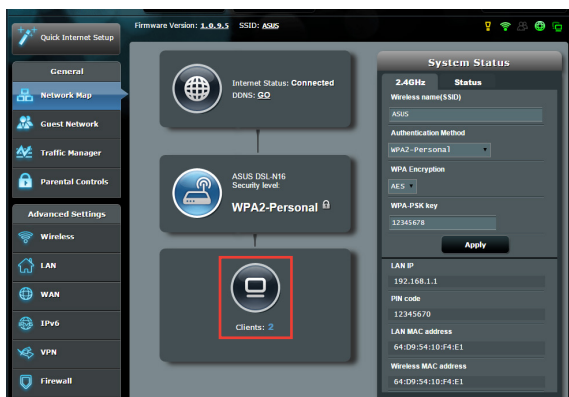 Firmware Version: 1.0.9.5 SSID: ASUS
Quick Internet Setup
General
Network Map
Guest Network
Traffic Manager
Parental Controls
Advanced Settings
Wireless
LAN
WAN
IPv6
VPN
Firewall
Internet Status: Connected
DDNS: GO
ASUS DSL-N16
Security level:
WPA2-Personal
Clients: 2
System Status
2.4GHz Status
Wireless name(SSID)
ASUS
Authentication Method
WPA2-Personal
WPA Encryption
AES
WPA-PSK key
12345678
Apply
LAN IP
192.168.1.1
PIN code
12345670
LAN MAC address
64:D9:54:10:F4:E1
Wireless MAC address
64:D9:54:10:F4:E1